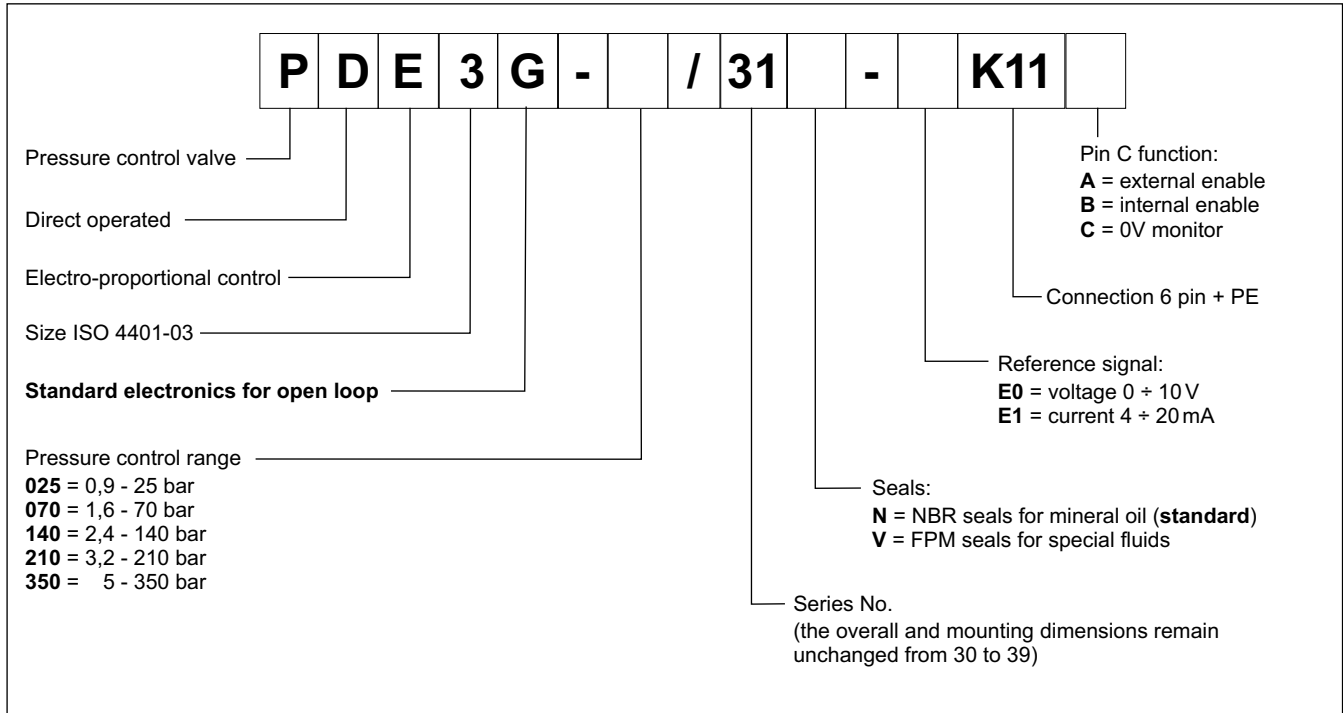 P D E 3 G - / 31 - K11
Pressure control valve
Direct operated
Electro-proportional control
Size ISO 4401-03
Standard electronics for open loop
Pressure control range
025 = 0,9 - 25 bar
070 = 1,6 - 70 bar
140 = 2,4 - 140 bar
210 = 3,2 - 210 bar
350 = 5 - 350 bar
Pin C function:
A = external enable
B = internal enable
C = 0V monitor
Connection 6 pin + PE
Reference signal:
E0 = voltage 0 ÷ 10 V
E1 = current 4 ÷ 20 mA
Seals:
N = NBR seals for mineral oil (standard)
V = FPM seals for special fluids
Series No.
(the overall and mounting dimensions remain
unchanged from 30 to 39)